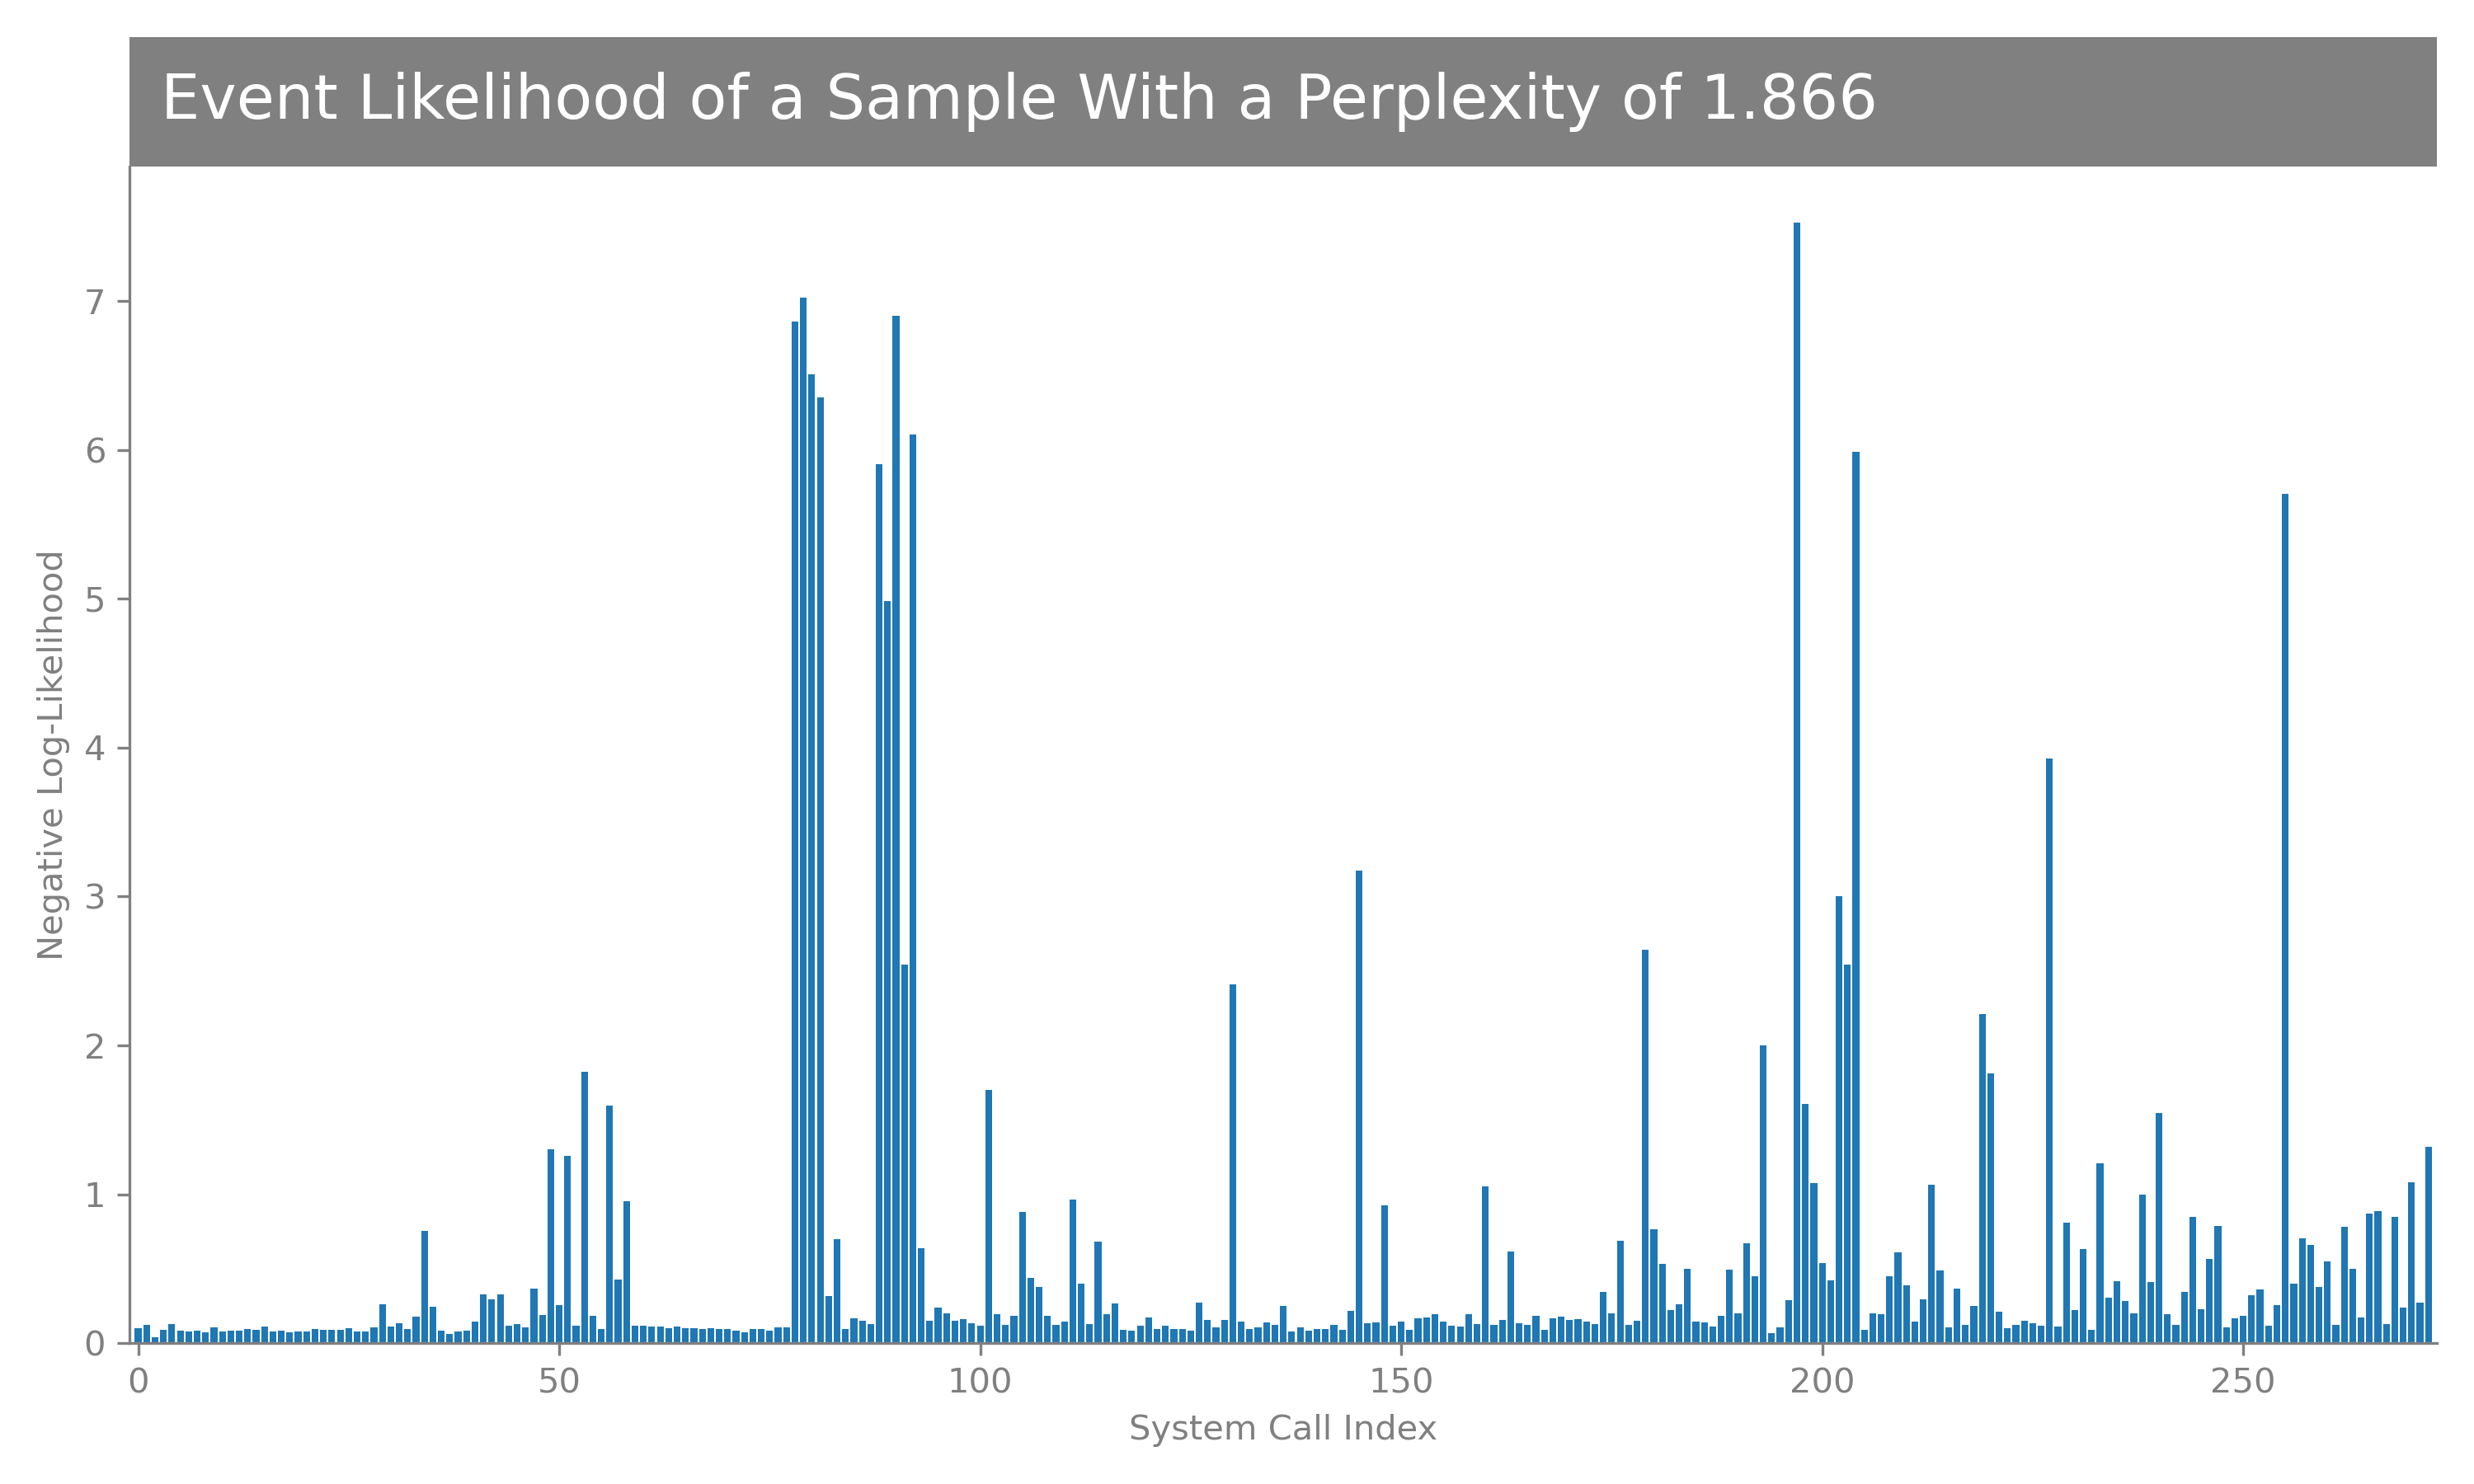 Event Likelihood of a Sample With a Perplexity of 1.866
Negative Log-Likelihood
7
6
5
4
3
2
1
0
0 50 100 150 200 250
System Call Index